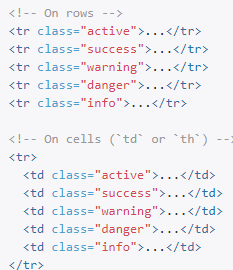 <!-- On rows -->
<tr class="active">...</tr>
<tr class="success">...</tr>
<tr class="warning">...</tr>
<tr class="danger">...</tr>
<tr class="info">...</tr>
<!-- On cells (`td` or `th`) --
<tr>
<td class="active">...</td>
<td class="success">...</td>
<td class="warning">...</td>
<td class="danger">...</td>
<td class="info">...</td>
</tr>